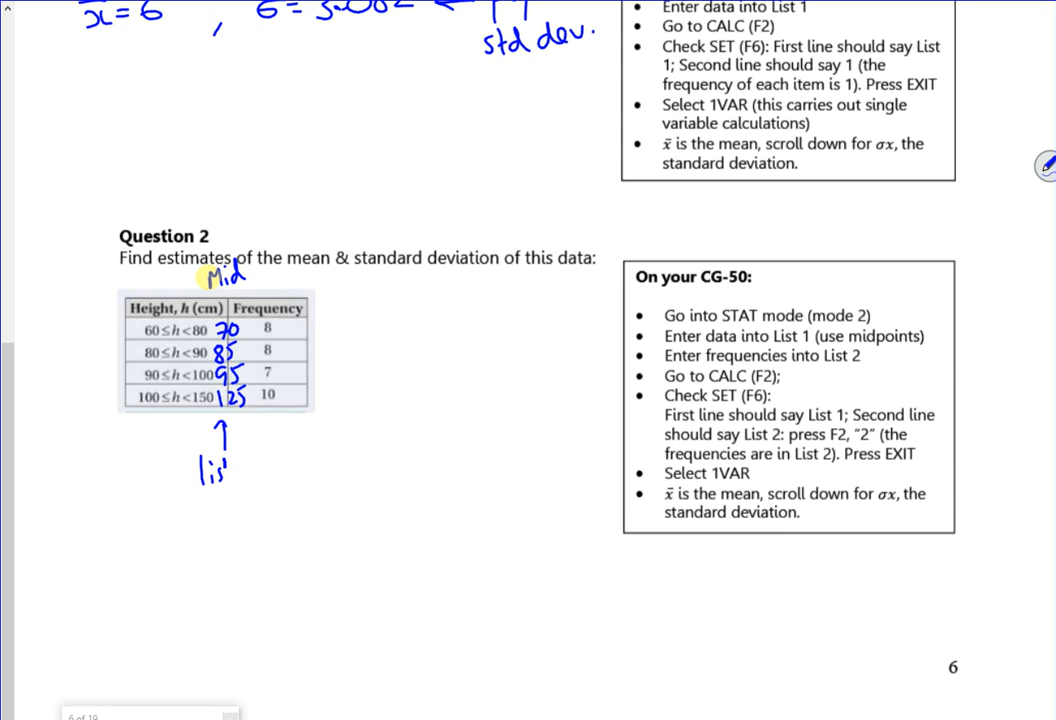 x̄ = 6 ,
std dev.
Enter data into List 1
Go to CALC (F2)
Check SET (F6): First line should say List
1; Second line should say 1 (the
frequency of each item is 1). Press EXIT
Select 1VAR (this carries out single
variable calculations)
x̄ is the mean, scroll down for σx, the
standard deviation.
Question 2
Find estimates of the mean & standard deviation of this data:
Mid
Height, h (cm) Frequency
60≤h<80 70 8
80≤h<90 85 8
90≤h<100 95 7
100≤h<150 125 10
On your CG-50:
Go into STAT mode (mode 2)
Enter data into List 1 (use midpoints)
Enter frequencies into List 2
Go to CALC (F2);
Check SET (F6):
First line should say List 1; Second line
should say List 2: press F2, "2" (the
frequencies are in List 2). Press EXIT
Select 1VAR
x̄ is the mean, scroll down for σx, the
standard deviation.
6
6 of 19